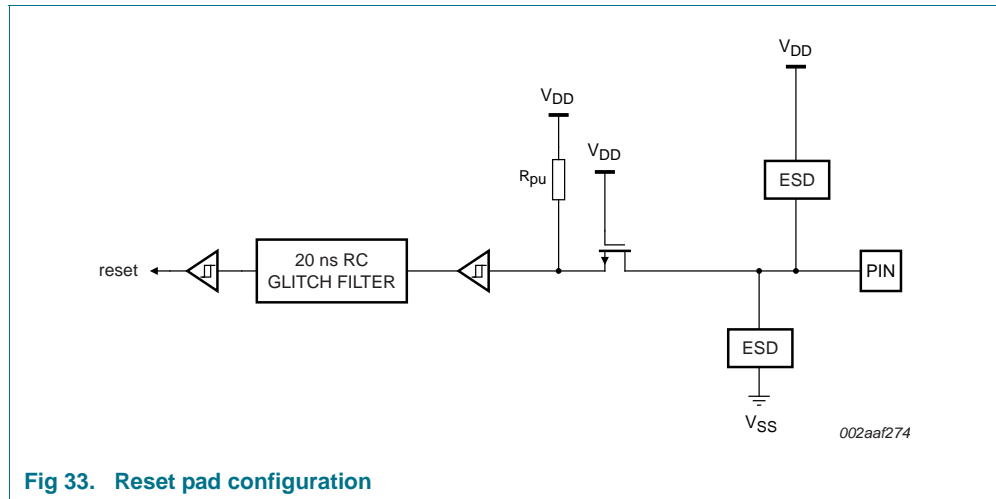 VDD
VDD
VDD
Rpu
ESD
reset
20 ns RC
GLITCH FILTER
PIN
ESD
VSS
002aaf274
Fig 33. Reset pad configuration